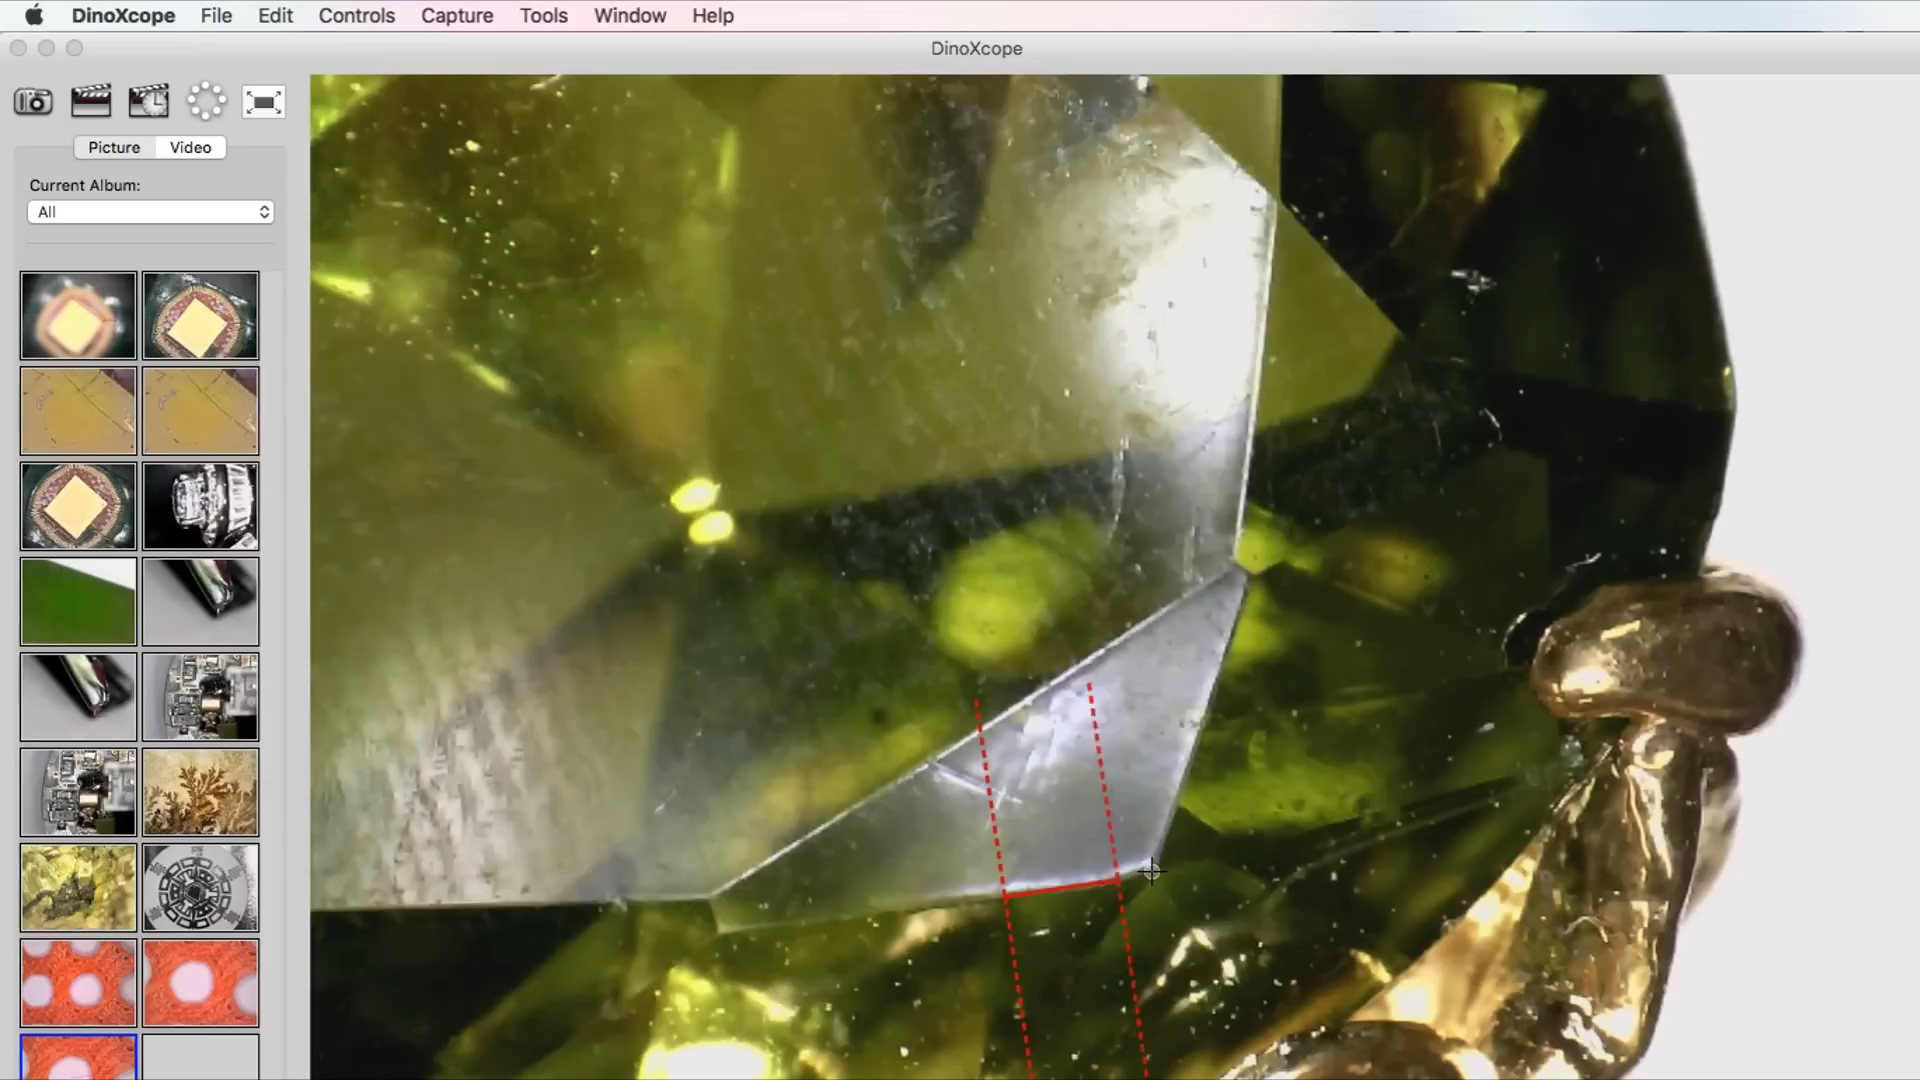 DinoXcope File Edit Controls Capture Tools Window Help
DinoXcope
Picture Video
Current Album:
All